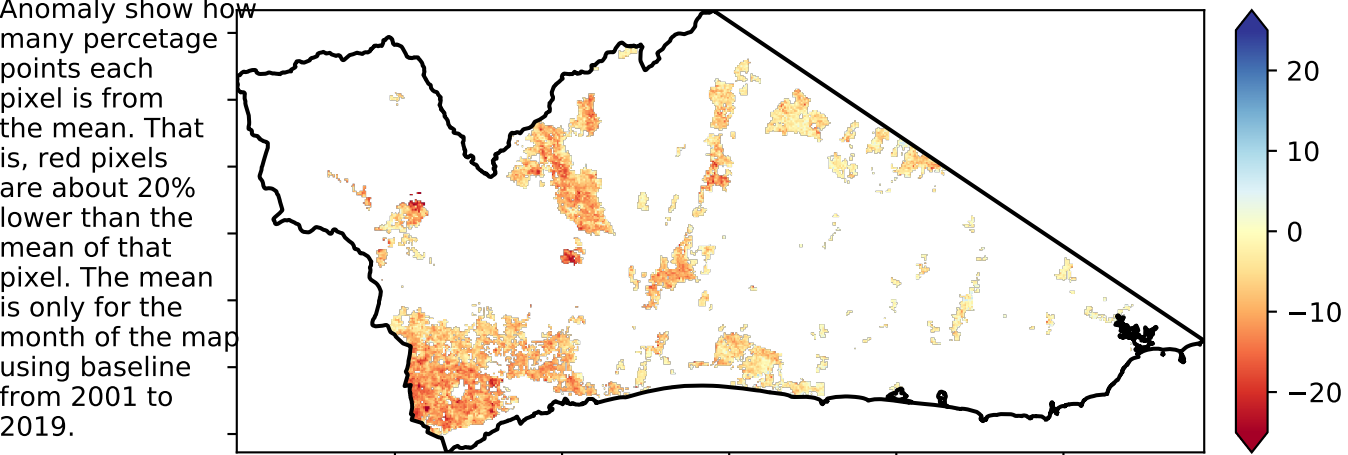 Anomaly show how
many percetage
points each
pixel is from
the mean. That
is, red pixels
are about 20%
lower than the
mean of that
pixel. The mean
is only for the
month of the map
using baseline
from 2001 to
2019.
20
10
0
−10
−20